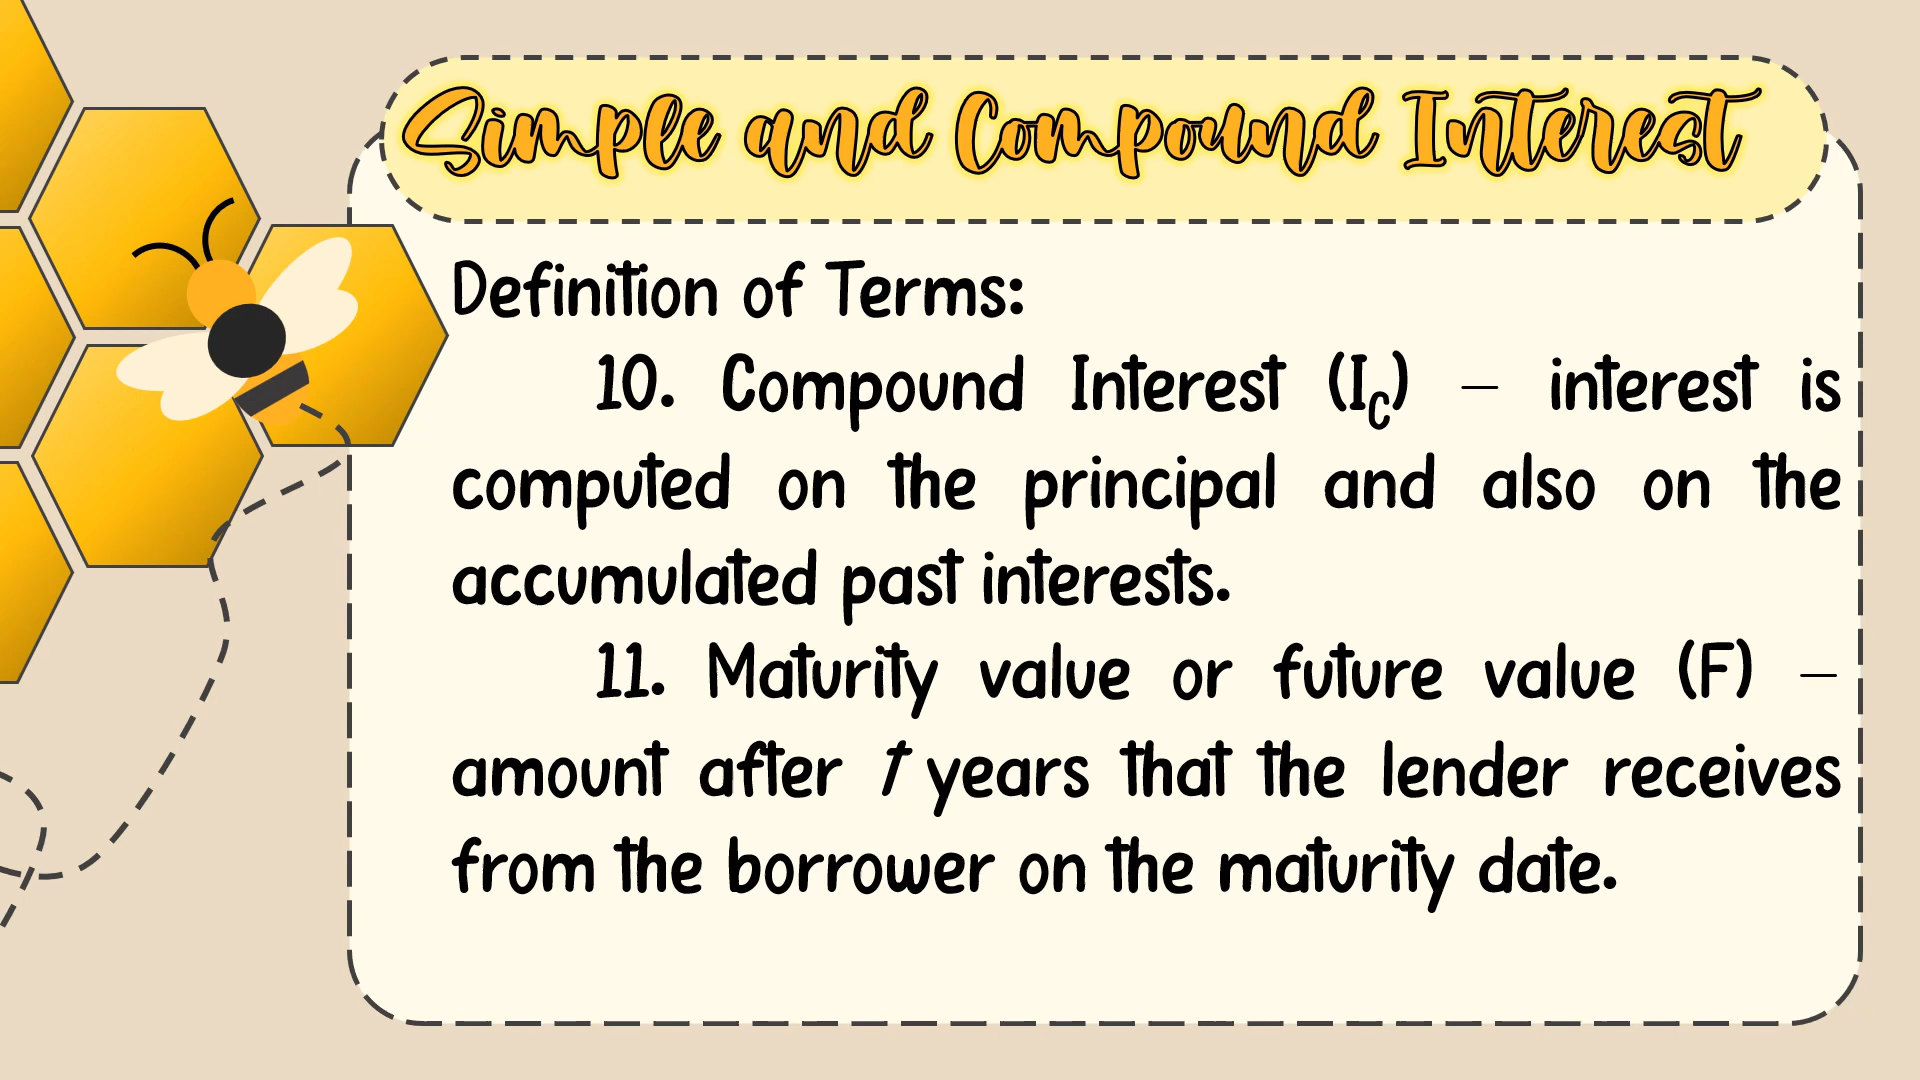 Simple and Compound Interest
Definition of Terms:
10. Compound Interest (I_C) – interest is
computed on the principal and also on the
accumulated past interests.
11. Maturity value or future value (F) –
amount after t years that the lender receives
from the borrower on the maturity date.